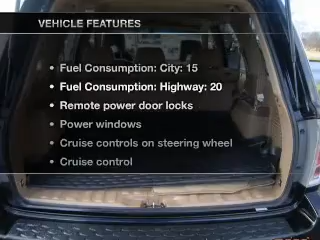 VEHICLE FEATURES
• Fuel Consumption: City: 15
• Fuel Consumption: Highway: 20
• Remote power door locks
• Power windows
• Cruise controls on steering wheel
• Cruise control